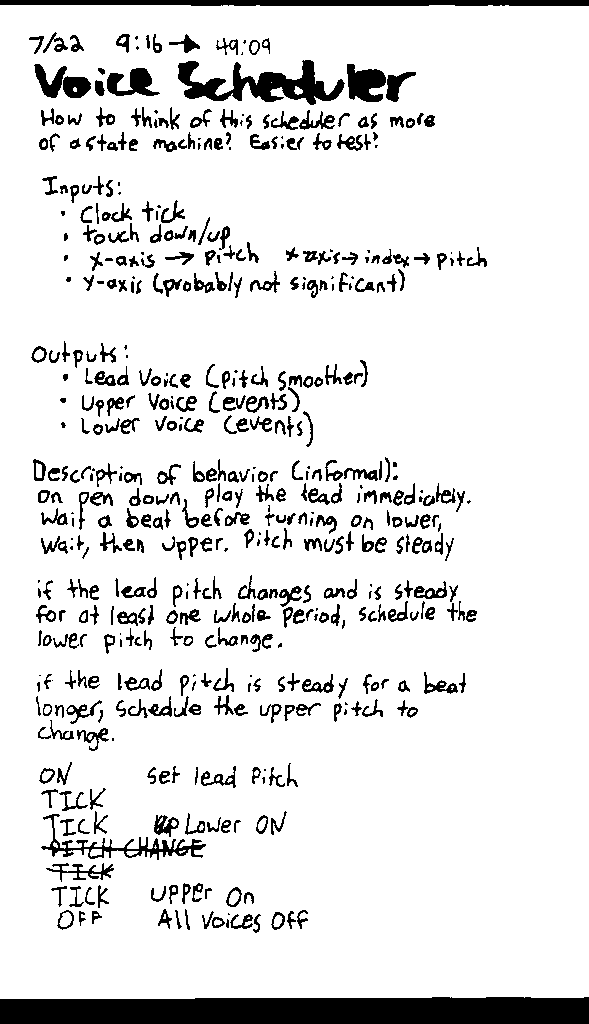 7/22 9:16 → 49:09
Voice Scheduler
How to think of this scheduler as more
of a state machine? Easier to test?
Inputs:
• Clock tick
• touch down/up
• x-axis → pitch x-axis → index → pitch
• y-axis (probably not significant)
Outputs:
• Lead Voice (pitch smoother)
• Upper Voice (events)
• Lower Voice (events)
Description of behavior (informal):
On pen down, play the lead immediately.
Wait a beat before turning on lower,
Wait, then upper. Pitch must be steady
if the lead pitch changes and is steady
for at least one whole period, schedule the
lower pitch to change.
if the lead pitch is steady for a beat
longer, schedule the upper pitch to
change.
ON set lead Pitch
TICK
TICK Lower ON
PITCH CHANGE
TICK
TICK UPPer On
OFF All Voices Off